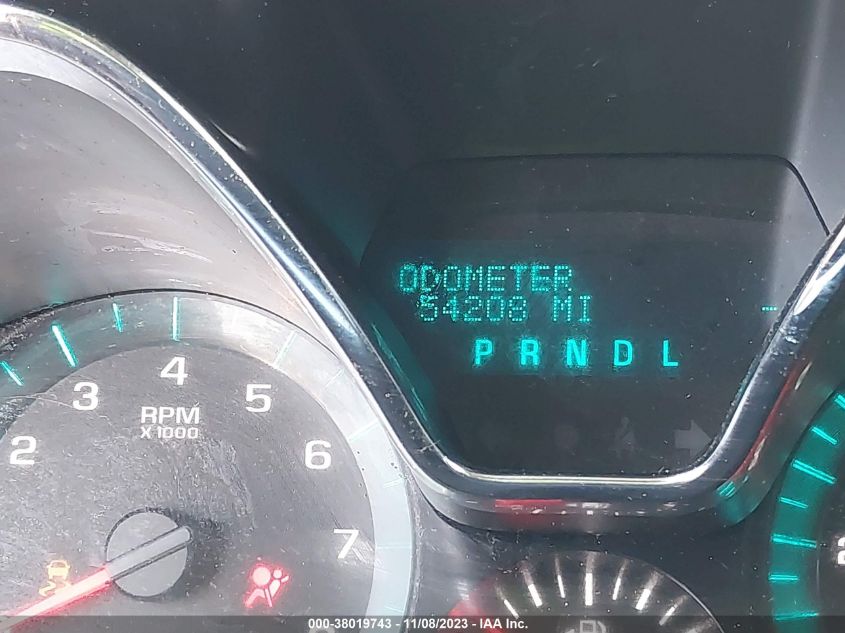 ODOMETER
54208 MI
P R N D L
2 3 4 5 6 7
RPM
X1000
000-38019743 - 11/08/2023 - IAA Inc.